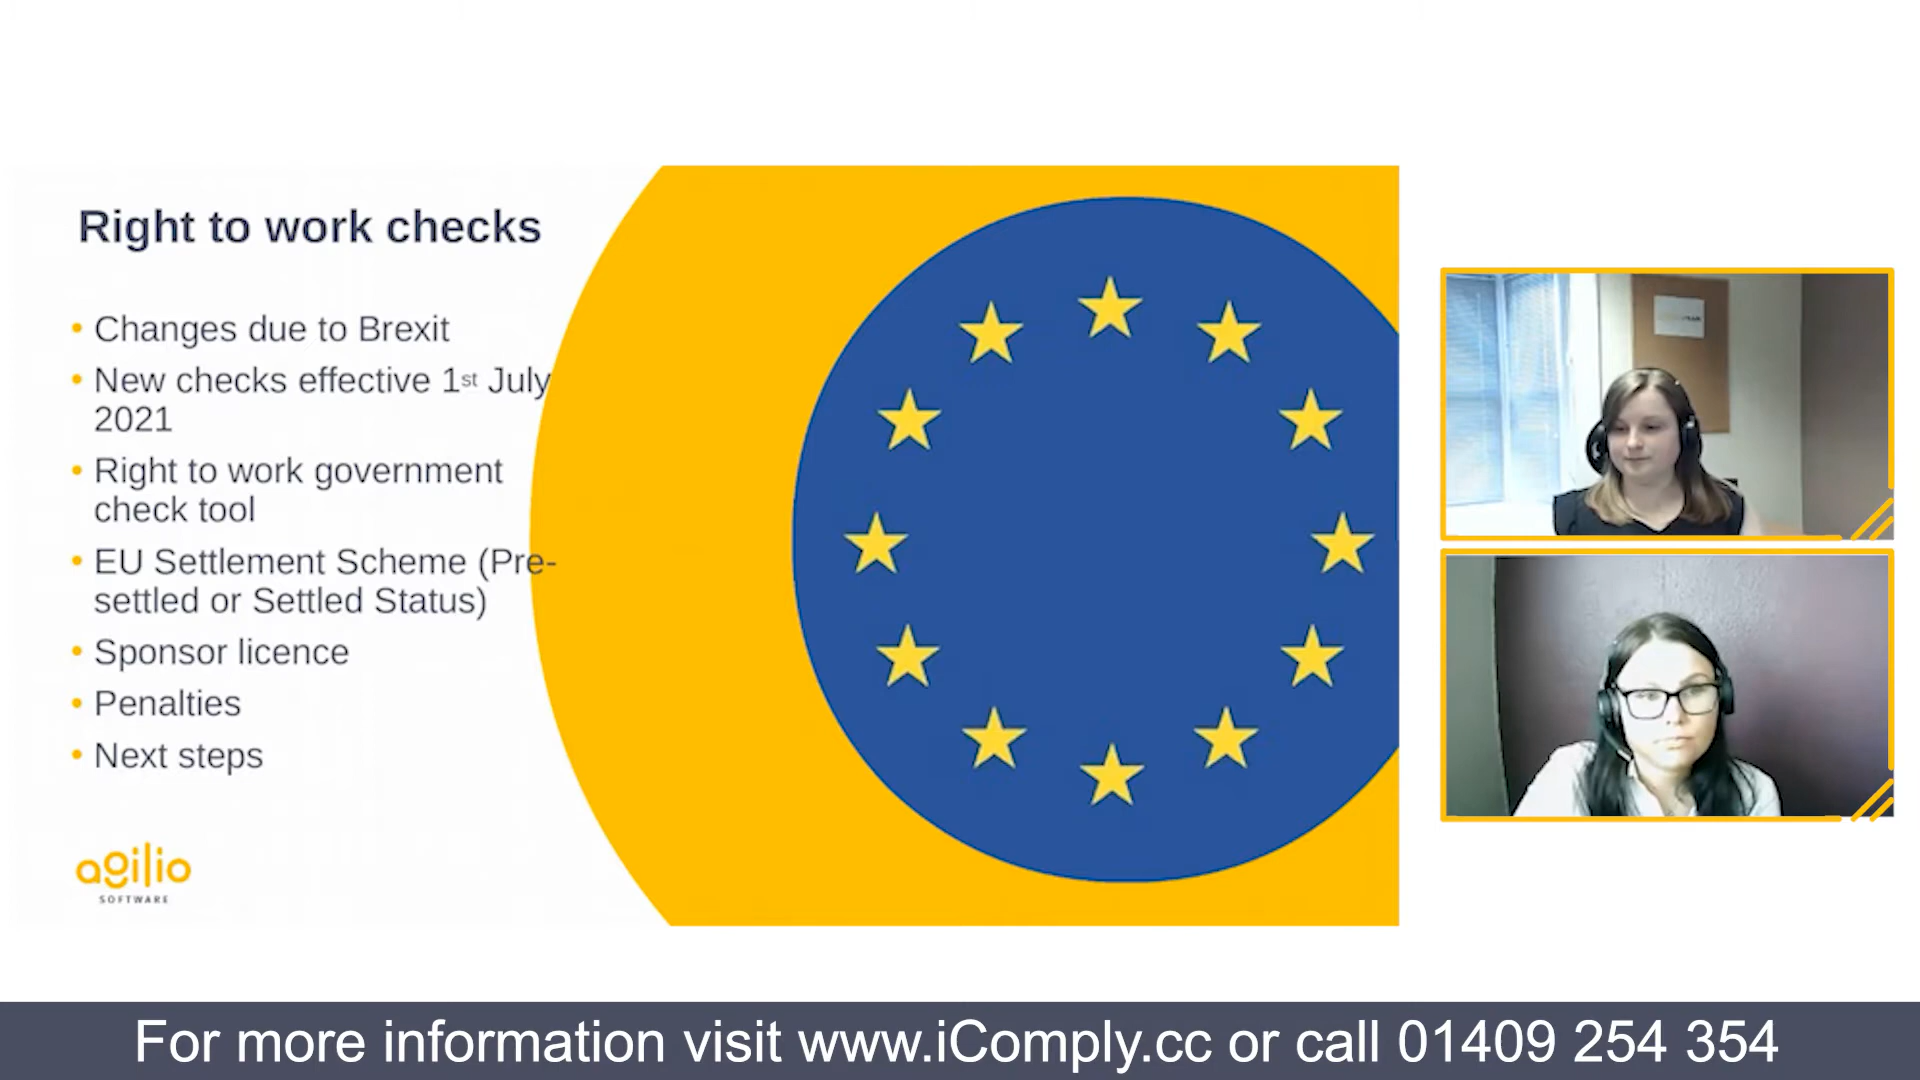 Right to work checks
• Changes due to Brexit
• New checks effective 1st July
2021
• Right to work government
check tool
• EU Settlement Scheme (Pre-
settled or Settled Status)
• Sponsor licence
• Penalties
• Next steps
agilio
SOFTWARE
For more information visit www.iComply.cc or call 01409 254 354